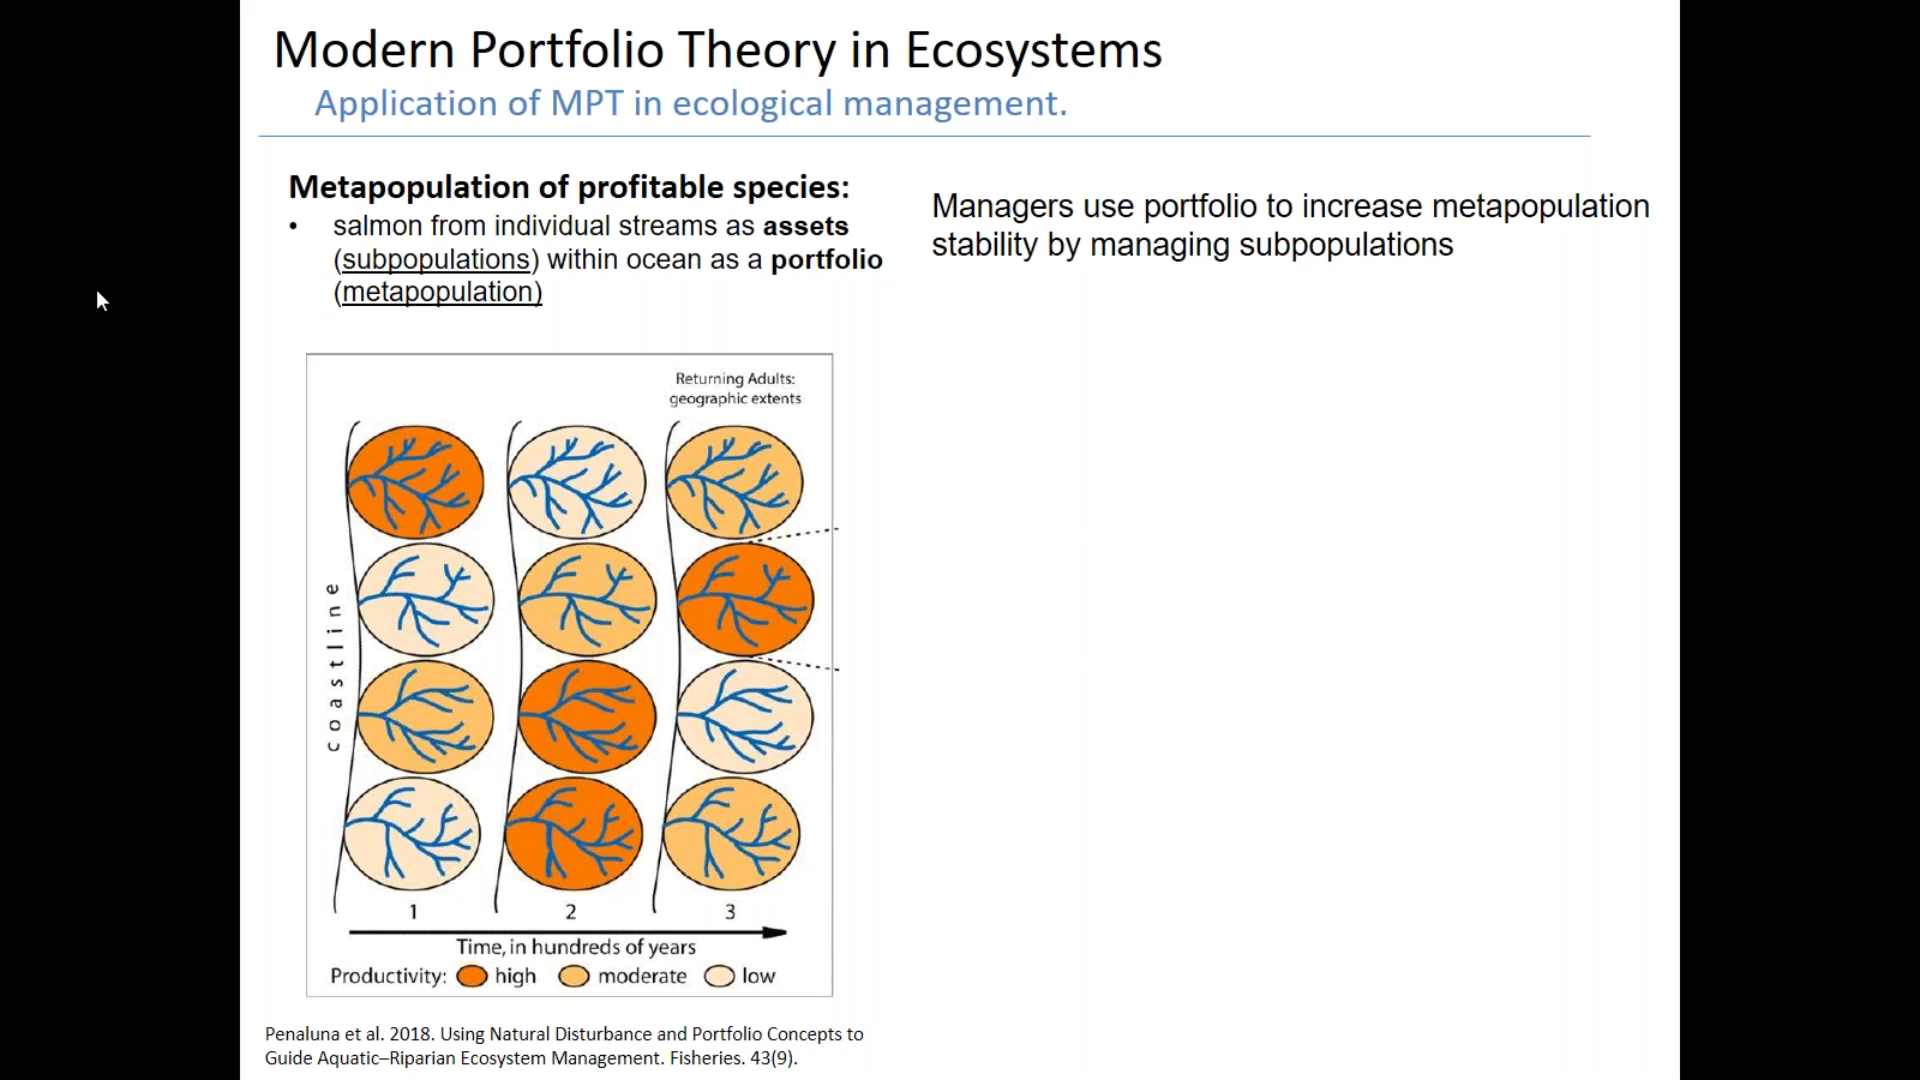 Modern Portfolio Theory in Ecosystems
Application of MPT in ecological management.
Metapopulation of profitable species:
• salmon from individual streams as assets
(subpopulations) within ocean as a portfolio
(metapopulation)
Managers use portfolio to increase metapopulation
stability by managing subpopulations
Returning Adults:
geographic extents
coastline
1 2 3
Time, in hundreds of years
Productivity: high moderate low
Penaluna et al. 2018. Using Natural Disturbance and Portfolio Concepts to
Guide Aquatic–Riparian Ecosystem Management. Fisheries. 43(9).